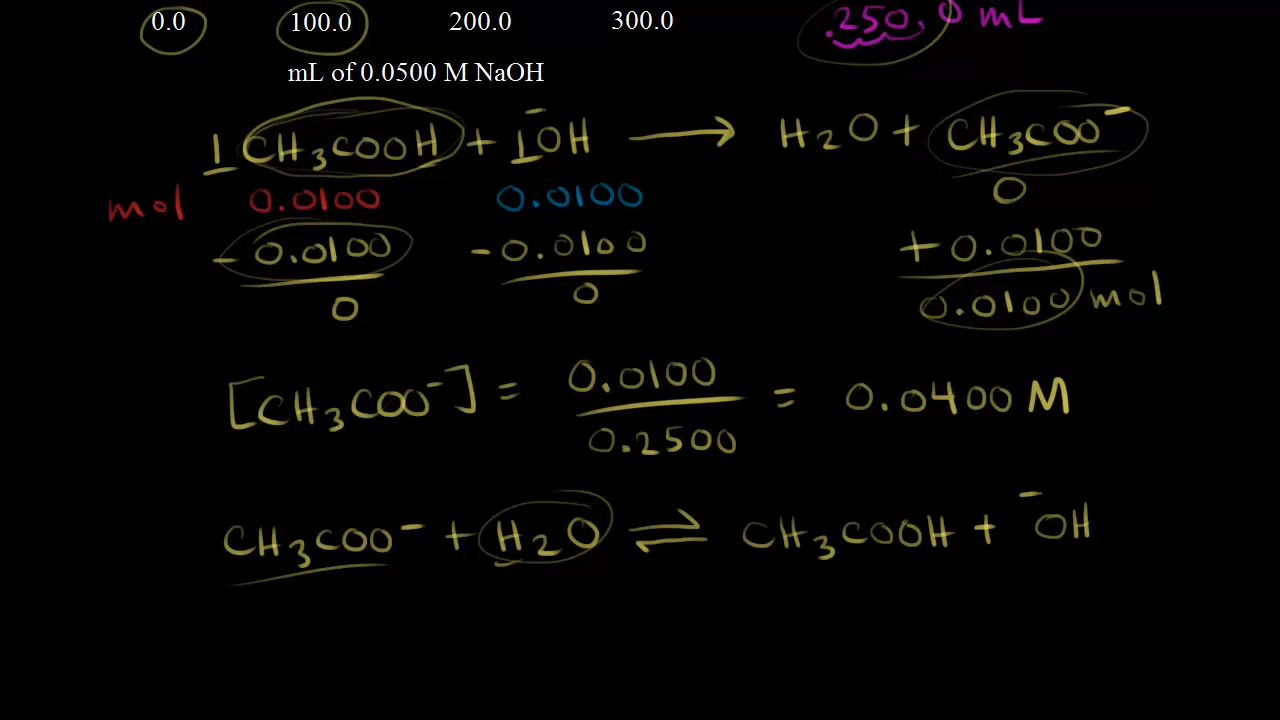 0.0 100.0 200.0 300.0 .250.0 mL
mL of 0.0500 M NaOH
1 CH₃COOH + 1 ⁻OH → H₂O + CH₃COO⁻
mol 0.0100 0.0100 0
- 0.0100 - 0.0100 + 0.0100
0 0 0.0100 mol
[CH₃COO⁻] = 0.0100 / 0.2500 = 0.0400 M
CH₃COO⁻ + H₂O ⇌ CH₃COOH + ⁻OH